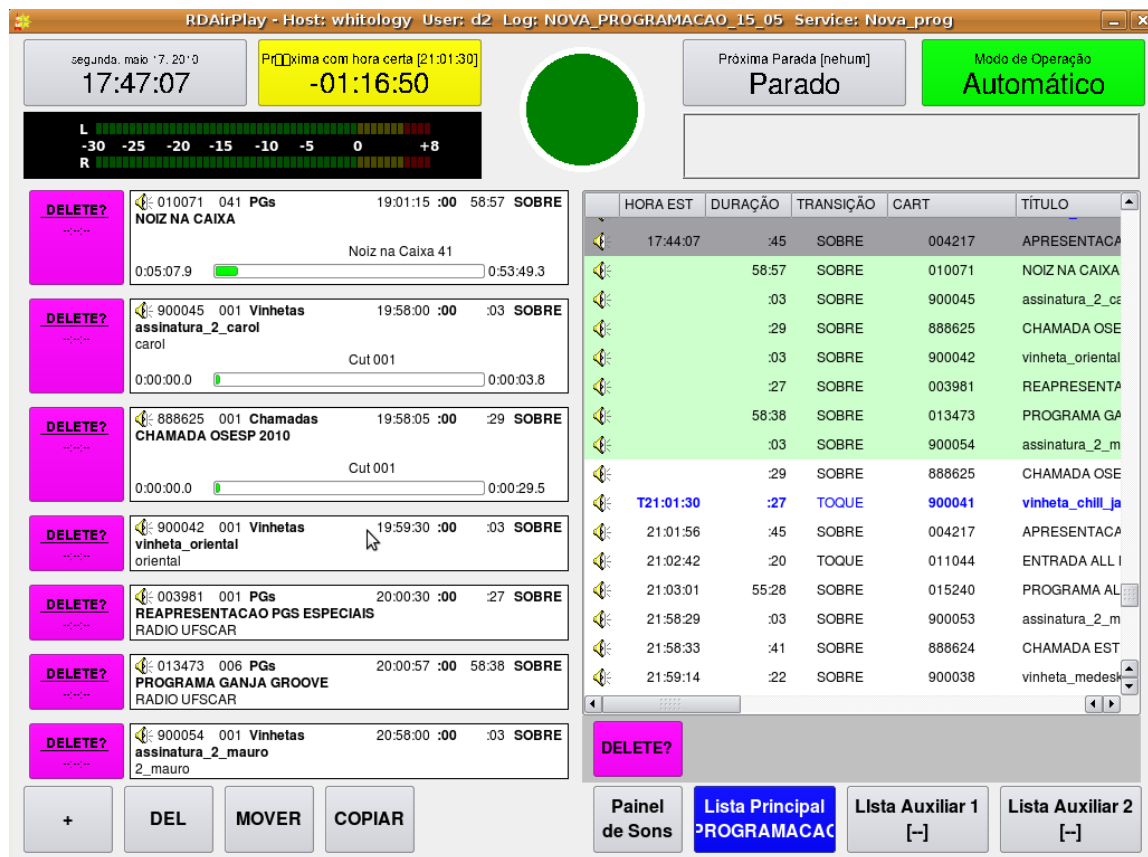 RDAirPlay - Host: whitology User: d2 Log: NOVA_PROGRAMACAO_15_05 Service: Nova_prog
segunda, maio 17, 2010
17:47:07
Pr▯▯xima com hora certa [21:01:30]
-01:16:50
Próxima Parada [nehum]
Parado
Modo de Operação
Automático
L
-30 -25 -20 -15 -10 -5 0 +8
R
DELETE?
--:--:--
010071 041 PGs 19:01:15 :00 58:57 SOBRE
NOIZ NA CAIXA
Noiz na Caixa 41
0:05:07.9 0:53:49.3
DELETE?
--:--:--
900045 001 Vinhetas 19:58:00 :00 :03 SOBRE
assinatura_2_carol
carol
Cut 001
0:00:00.0 0:00:03.8
DELETE?
--:--:--
888625 001 Chamadas 19:58:05 :00 :29 SOBRE
CHAMADA OSESP 2010
Cut 001
0:00:00.0 0:00:29.5
DELETE?
--:--:--
900042 001 Vinhetas 19:59:30 :00 :03 SOBRE
vinheta_oriental
oriental
DELETE?
--:--:--
003981 001 PGs 20:00:30 :00 :27 SOBRE
REAPRESENTACAO PGS ESPECIAIS
RADIO UFSCAR
DELETE?
--:--:--
013473 006 PGs 20:00:57 :00 58:38 SOBRE
PROGRAMA GANJA GROOVE
RADIO UFSCAR
DELETE?
--:--:--
900054 001 Vinhetas 20:58:00 :00 :03 SOBRE
assinatura_2_mauro
2_mauro
HORA EST DURAÇÃO TRANSIÇÃO CART TÍTULO
17:44:07 :45 SOBRE 004217 APRESENTACA
58:57 SOBRE 010071 NOIZ NA CAIXA
:03 SOBRE 900045 assinatura_2_ca
:29 SOBRE 888625 CHAMADA OSE
:03 SOBRE 900042 vinheta_oriental
:27 SOBRE 003981 REAPRESENTA
58:38 SOBRE 013473 PROGRAMA GA
:03 SOBRE 900054 assinatura_2_m
:29 SOBRE 888625 CHAMADA OSE
T21:01:30 :27 TOQUE 900041 vinheta_chill_ja
21:01:56 :45 SOBRE 004217 APRESENTACA
21:02:42 :20 TOQUE 011044 ENTRADA ALL
21:03:01 55:28 SOBRE 015240 PROGRAMA AL
21:58:29 :03 SOBRE 900053 assinatura_2_m
21:58:33 :41 SOBRE 888624 CHAMADA EST
21:59:14 :22 SOBRE 900038 vinheta_medesk
DELETE?
+ DEL MOVER COPIAR
Painel
de Sons
Lista Principal
PROGRAMACAO
LIsta Auxiliar 1
[--]
Lista Auxiliar 2
[--]